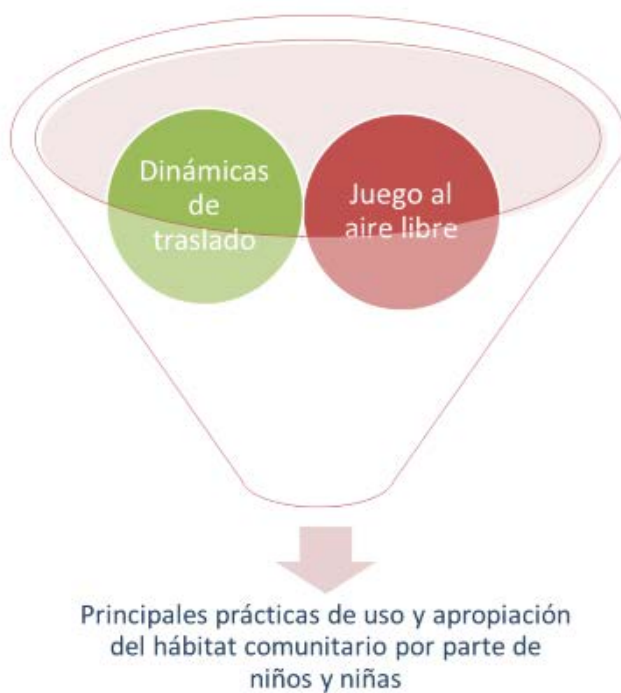 Dinámicas
de
traslado
Juego al
aire libre
Principales prácticas de uso y apropiación
del hábitat comunitario por parte de
niños y niñas